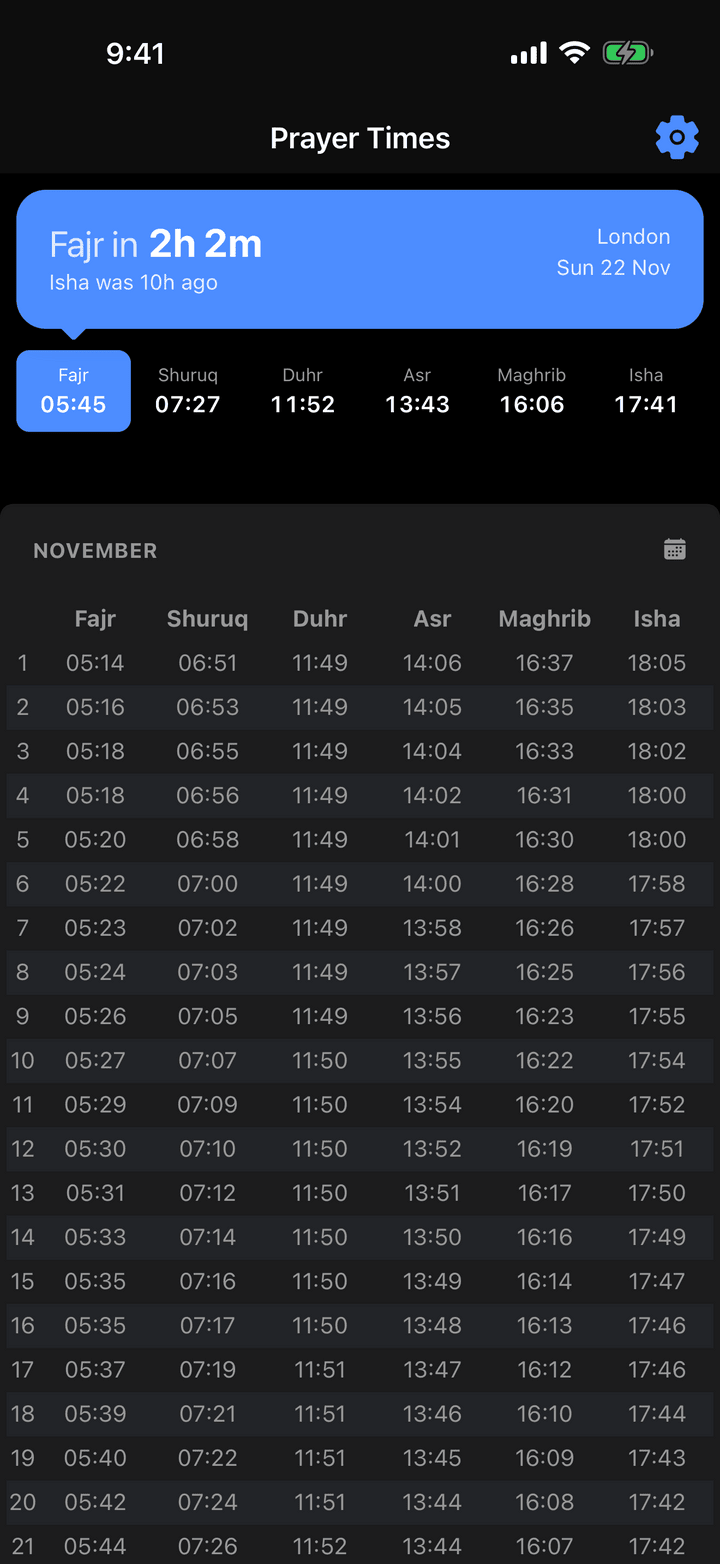 9:41
Prayer Times
Fajr in 2h 2m
Isha was 10h ago
London
Sun 22 Nov
Fajr Shuruq Duhr Asr Maghrib Isha
05:45 07:27 11:52 13:43 16:06 17:41
NOVEMBER
Fajr Shuruq Duhr Asr Maghrib Isha
1 05:14 06:51 11:49 14:06 16:37 18:05
2 05:16 06:53 11:49 14:05 16:35 18:03
3 05:18 06:55 11:49 14:04 16:33 18:02
4 05:18 06:56 11:49 14:02 16:31 18:00
5 05:20 06:58 11:49 14:01 16:30 18:00
6 05:22 07:00 11:49 14:00 16:28 17:58
7 05:23 07:02 11:49 13:58 16:26 17:57
8 05:24 07:03 11:49 13:57 16:25 17:56
9 05:26 07:05 11:49 13:56 16:23 17:55
10 05:27 07:07 11:50 13:55 16:22 17:54
11 05:29 07:09 11:50 13:54 16:20 17:52
12 05:30 07:10 11:50 13:52 16:19 17:51
13 05:31 07:12 11:50 13:51 16:17 17:50
14 05:33 07:14 11:50 13:50 16:16 17:49
15 05:35 07:16 11:50 13:49 16:14 17:47
16 05:35 07:17 11:50 13:48 16:13 17:46
17 05:37 07:19 11:51 13:47 16:12 17:46
18 05:39 07:21 11:51 13:46 16:10 17:44
19 05:40 07:22 11:51 13:45 16:09 17:43
20 05:42 07:24 11:51 13:44 16:08 17:42
21 05:44 07:26 11:52 13:44 16:07 17:42